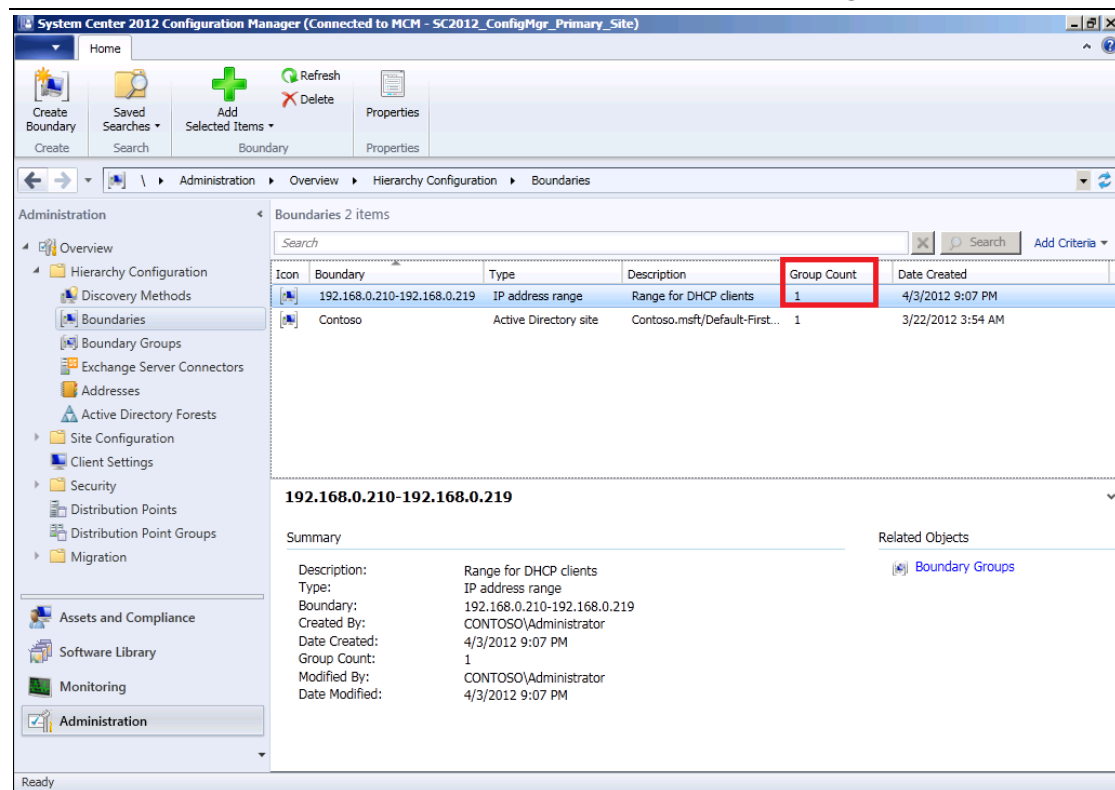 System Center 2012 Configuration Manager (Connected to MCM - SC2012_ConfigMgr_Primary_Site)
Home
Create Boundary
Saved Searches
Add Selected Items
Refresh
Delete
Properties
Create
Search
Boundary
Properties
\ Administration Overview Hierarchy Configuration Boundaries
Administration
Overview
Hierarchy Configuration
Discovery Methods
Boundaries
Boundary Groups
Exchange Server Connectors
Addresses
Active Directory Forests
Site Configuration
Client Settings
Security
Distribution Points
Distribution Point Groups
Migration
Assets and Compliance
Software Library
Monitoring
Administration
Boundaries 2 items
Search Search Add Criteria
Icon Boundary Type Description Group Count Date Created
192.168.0.210-192.168.0.219 IP address range Range for DHCP clients 1 4/3/2012 9:07 PM
Contoso Active Directory site Contoso.msft/Default-First... 1 3/22/2012 3:54 AM
192.168.0.210-192.168.0.219
Summary
Description: Range for DHCP clients
Type: IP address range
Boundary: 192.168.0.210-192.168.0.219
Created By: CONTOSO\Administrator
Date Created: 4/3/2012 9:07 PM
Group Count: 1
Modified By: CONTOSO\Administrator
Date Modified: 4/3/2012 9:07 PM
Related Objects
Boundary Groups
Ready